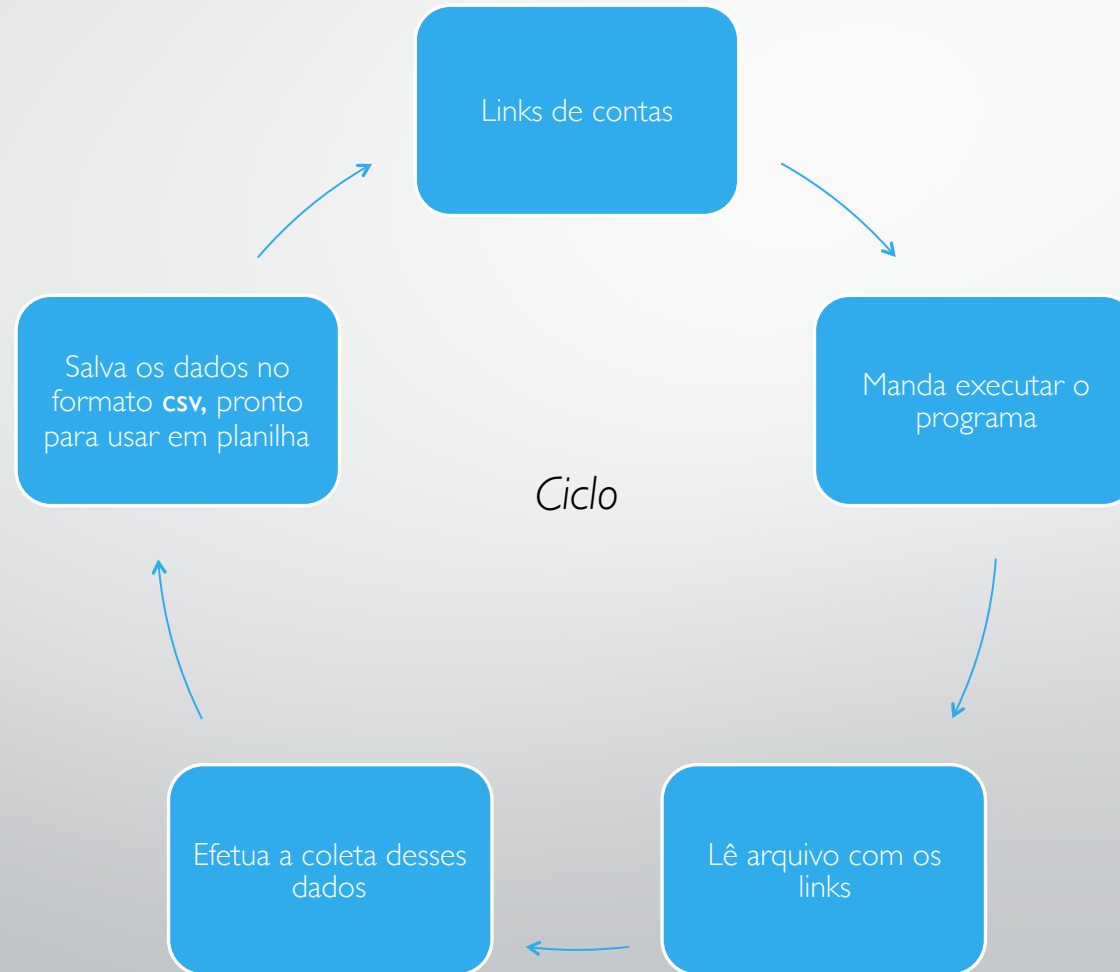 Links de contas
Manda executar o
programa
Lê arquivo com os
links
Efetua a coleta desses
dados
Salva os dados no
formato csv, pronto
para usar em planilha
Ciclo